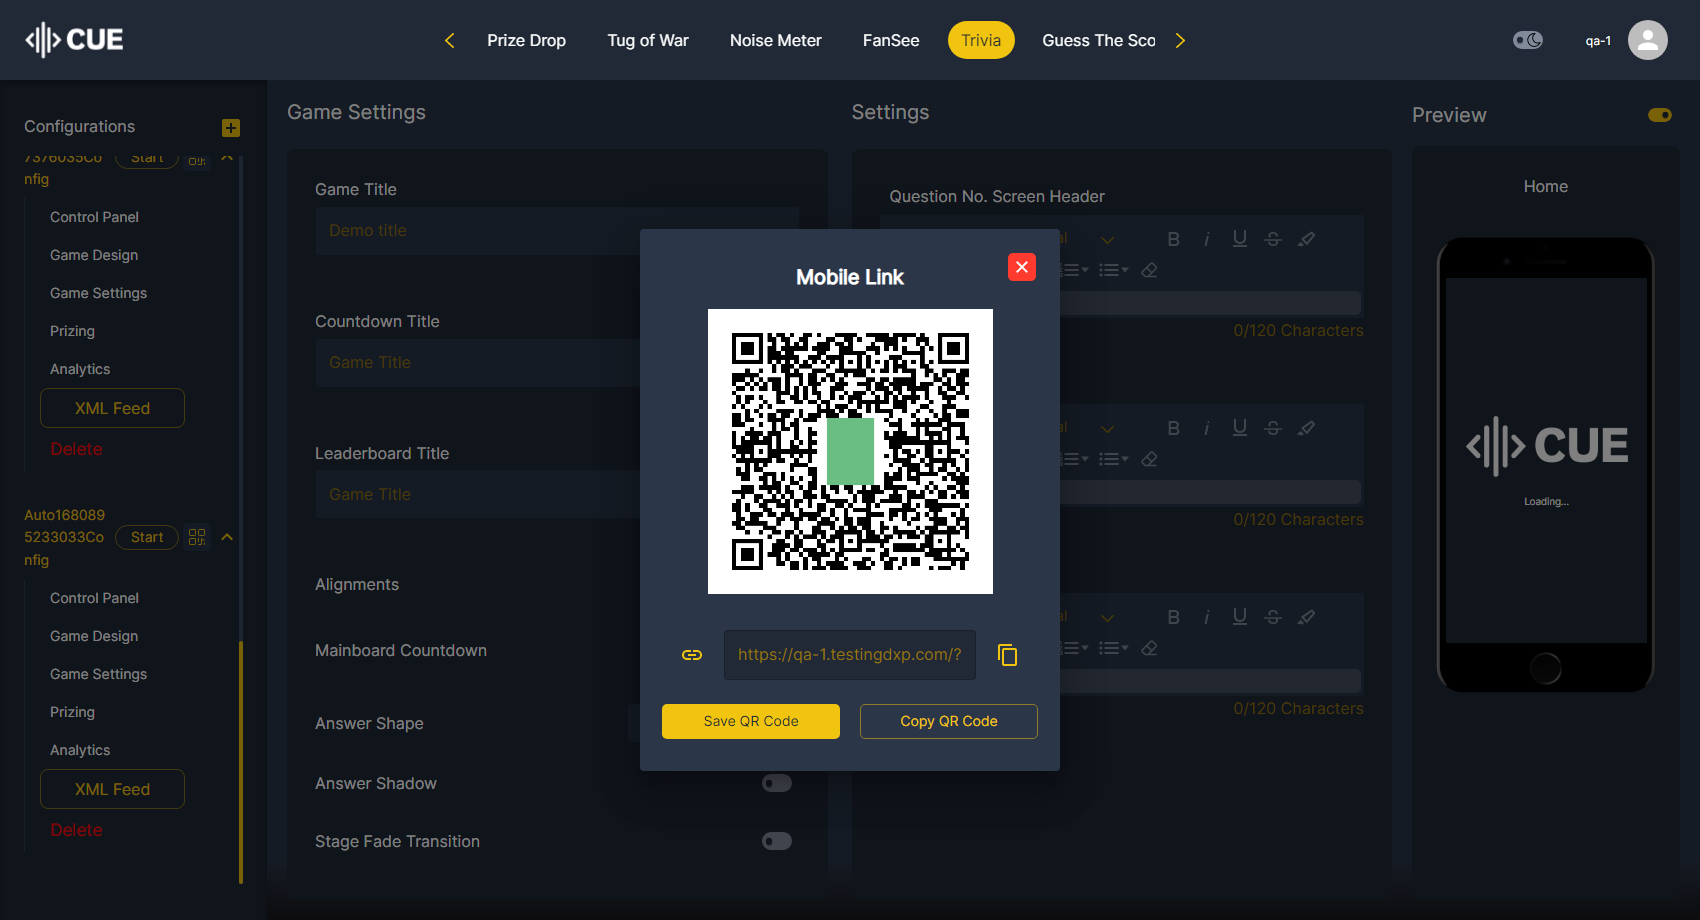 CUE
Prize Drop
Tug of War
Noise Meter
FanSee
Trivia
Guess The Sco
qa-1
Configurations
7376035Co
nfig
Start
Control Panel
Game Design
Game Settings
Prizing
Analytics
XML Feed
Delete
Auto168089
5233033Co
nfig
Start
Control Panel
Game Design
Game Settings
Prizing
Analytics
XML Feed
Delete
Game Settings
Game Title
Demo title
Countdown Title
Game Title
Leaderboard Title
Game Title
Alignments
Mainboard Countdown
Answer Shape
Answer Shadow
Stage Fade Transition
Mobile Link
https://qa-1.testingdxp.com/?
Save QR Code
Copy QR Code
Settings
Question No. Screen Header
B i U S
0/120 Characters
B i U S
0/120 Characters
B i U S
0/120 Characters
Preview
Home
CUE
Loading...